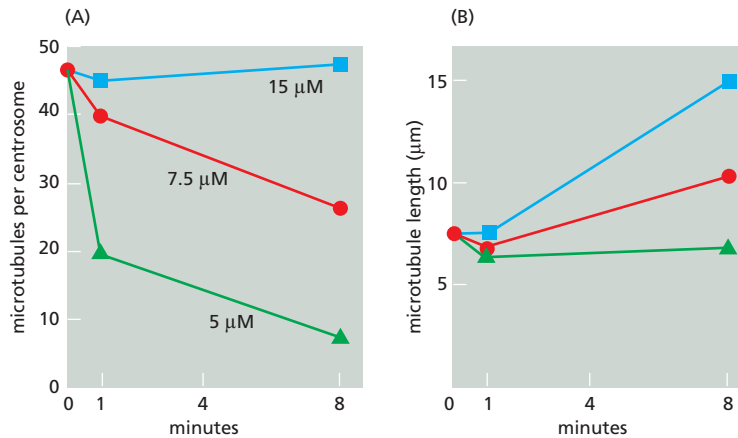 (A)
50
40
30
20
10
0
microtubules per centrosome
15 μM
7.5 μM
5 μM
0 1 4 8
minutes
(B)
15
10
5
microtubule length (μm)
0 1 4 8
minutes